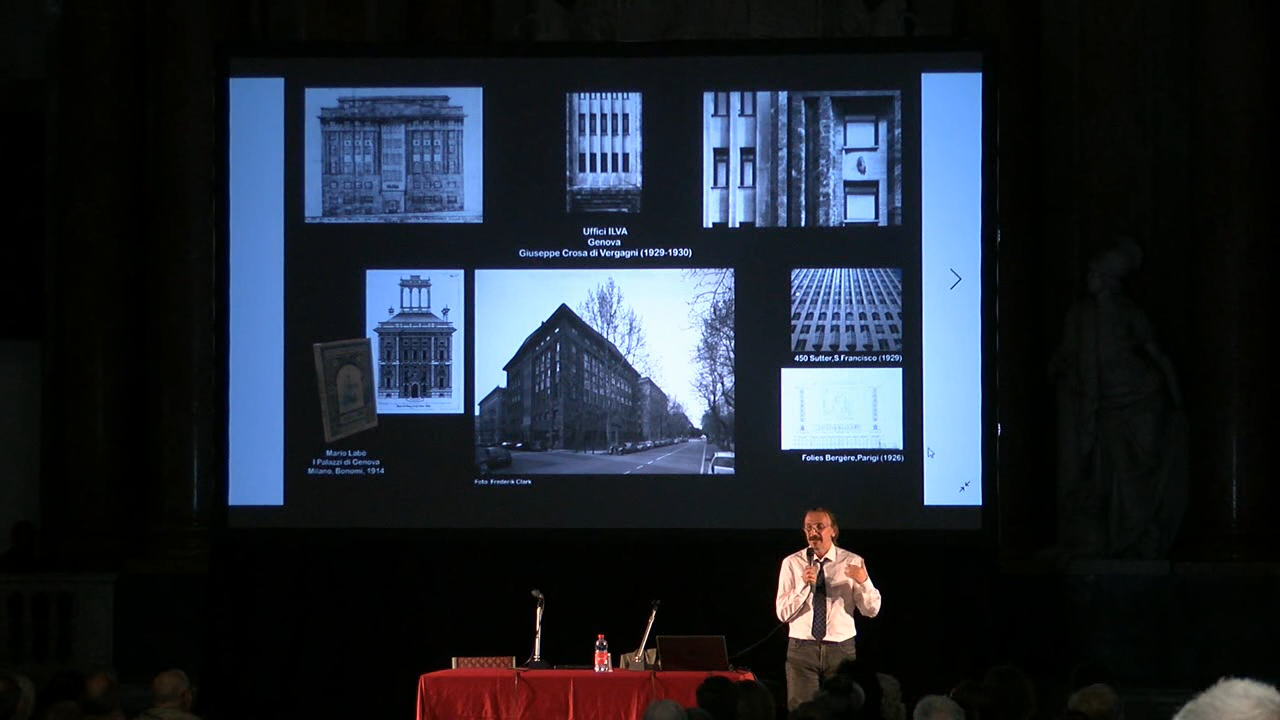 Uffici ILVA
Genova
Giuseppe Crosa di Vergagni (1929-1930)
450 Sutter,S.Francisco (1929)
Mario Labò
I Palazzi di Genova
Milano, Bonomi, 1914
Folies Bergère,Parigi (1926)
Foto Frederik Clark